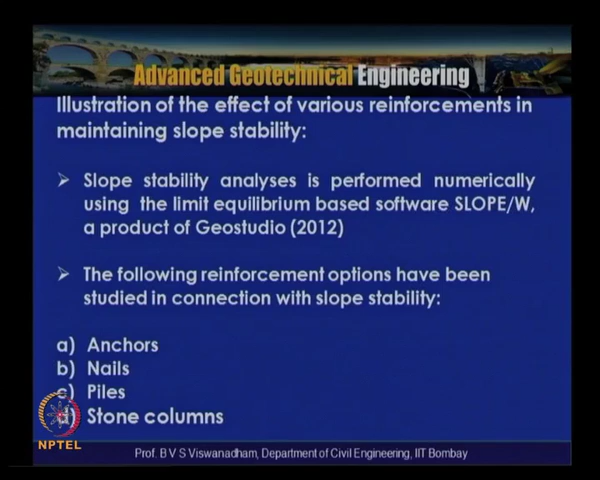 Advanced Geotechnical Engineering
Illustration of the effect of various reinforcements in
maintaining slope stability:
➢ Slope stability analyses is performed numerically
using the limit equilibrium based software SLOPE/W,
a product of Geostudio (2012)
➢ The following reinforcement options have been
studied in connection with slope stability:
a) Anchors
b) Nails
c) Piles
d) Stone columns
NPTEL
Prof. B V S Viswanadham, Department of Civil Engineering, IIT Bombay